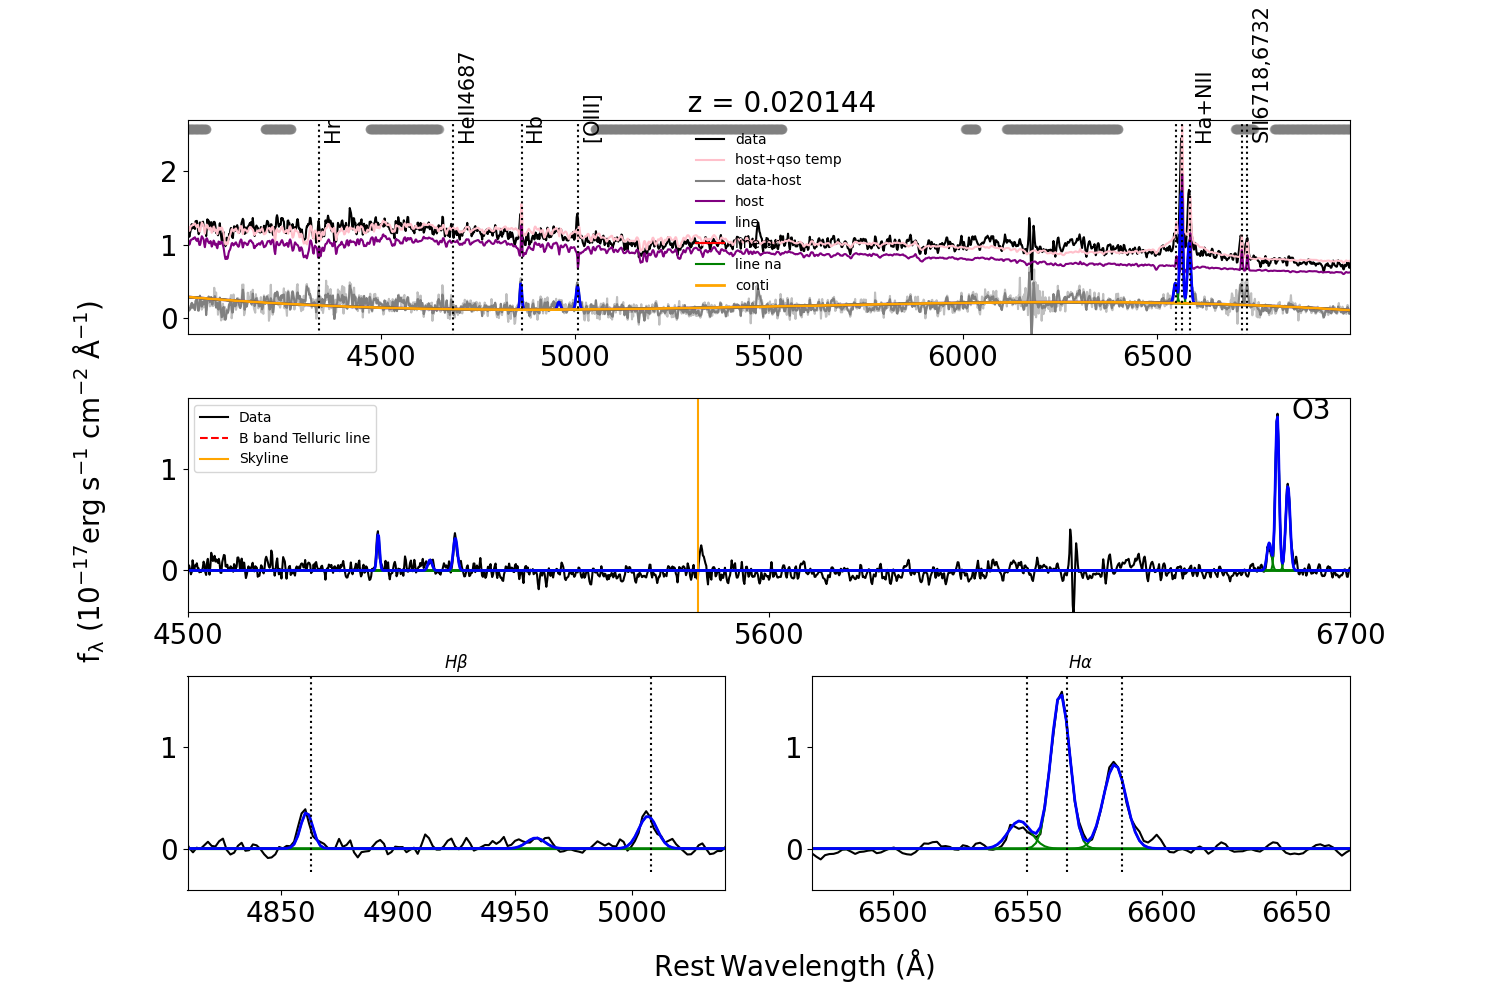 z = 0.020144
Hr
HeII4687
Hb
[OIII]
Ha+NII
SII6718,6732
data
host+qso temp
data-host
host
line
line na
conti
2
1
0
4500
5000
5500
6000
6500
Data
B band Telluric line
Skyline
O3
1
0
4500
5600
6700
fλ (10⁻¹⁷erg s⁻¹ cm⁻² Å⁻¹)
Hβ
1
0
4850
4900
4950
5000
Hα
1
0
6500
6550
6600
6650
Rest Wavelength (Å)